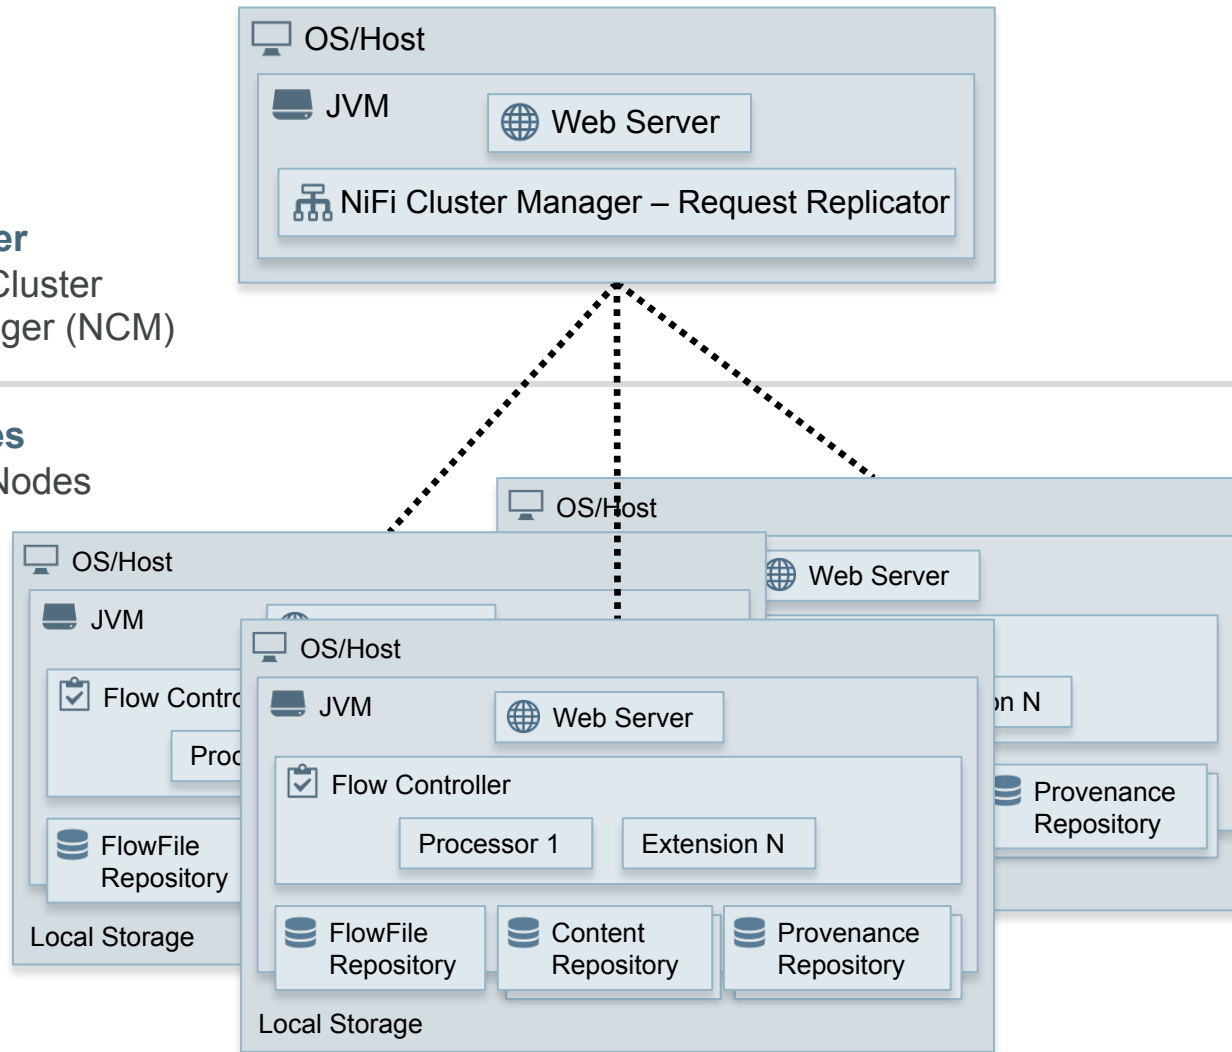 OS/Host
JVM
Web Server
NiFi Cluster Manager – Request Replicator
er
Cluster
ger (NCM)
es
Nodes
OS/Host
Web Server
on N
Provenance
Repository
OS/Host
JVM
Flow Contro
Proc
FlowFile
Repository
Local Storage
OS/Host
JVM
Web Server
Flow Controller
Processor 1
Extension N
FlowFile
Repository
Content
Repository
Provenance
Repository
Local Storage